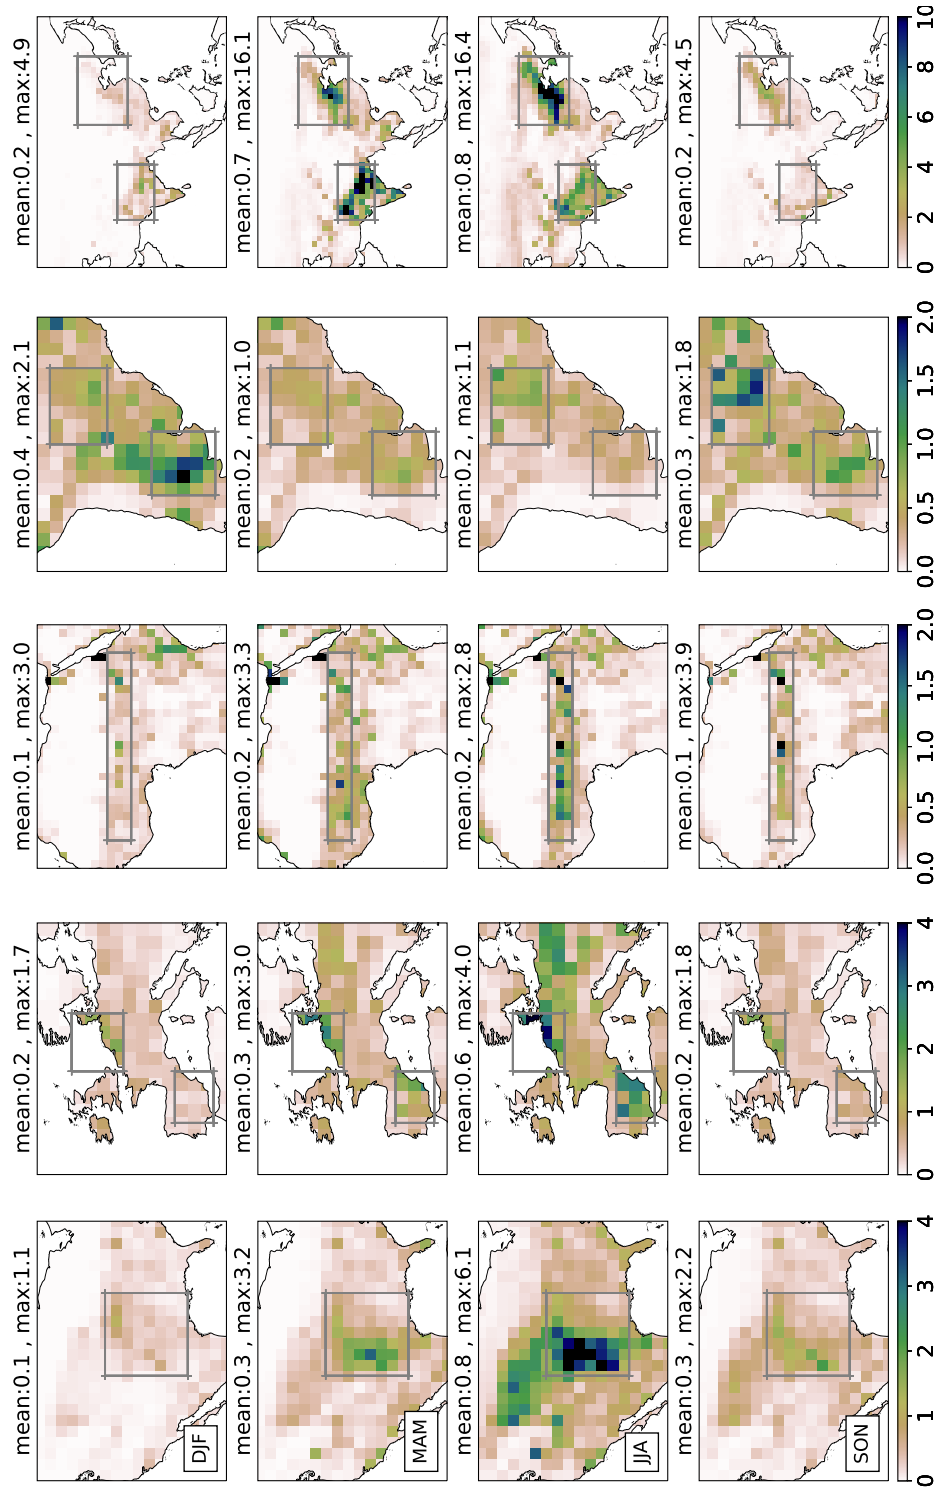 mean:0.1 , max:1.1 mean:0.2 , max:1.7 mean:0.1 , max:3.0 mean:0.4 , max:2.1 mean:0.2 , max:4.9
DJF
mean:0.3 , max:3.2 mean:0.3 , max:3.0 mean:0.2 , max:3.3 mean:0.2 , max:1.0 mean:0.7 , max:16.1
MAM
mean:0.8 , max:6.1 mean:0.6 , max:4.0 mean:0.2 , max:2.8 mean:0.2 , max:2.1 mean:0.8 , max:16.4
JJA
mean:0.3 , max:2.2 mean:0.2 , max:1.8 mean:0.1 , max:3.9 mean:0.3 , max:1.8 mean:0.2 , max:4.5
SON
0 1 2 3 4 0 1 2 3 4 0.0 0.5 1.0 1.5 2.0 0.0 0.5 1.0 1.5 2.0 0 2 4 6 8 10